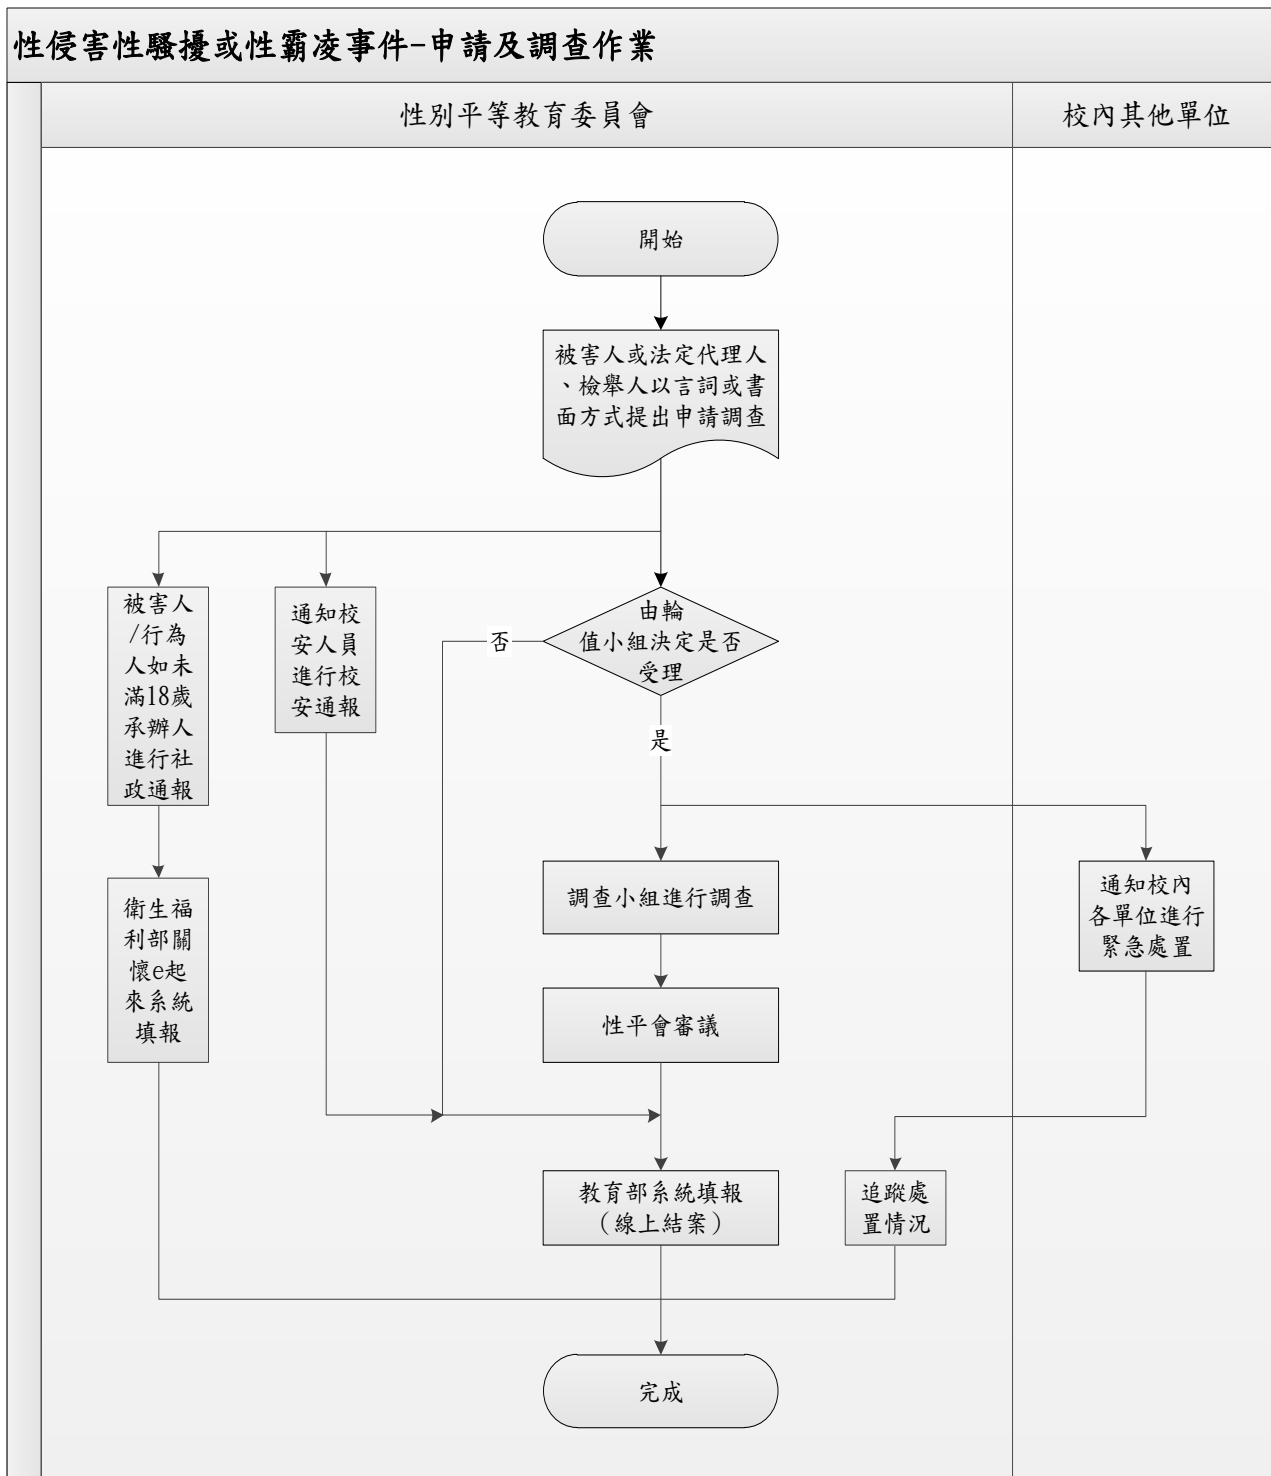 性侵害性騷擾或性霸凌事件-申請及調查作業
性別平等教育委員會
校內其他單位
開始
被害人或法定代理人
、檢舉人以言詞或書
面方式提出申請調查
被害人
/行為
人如未
滿18歲
承辦人
進行社
政通報
通知校
安人員
進行校
安通報
否
由輪
值小組決定是否
受理
是
衛生福
利部關
懷e起
來系統
填報
調查小組進行調查
通知校內
各單位進行
緊急處置
性平會審議
教育部系統填報
（線上結案）
追蹤處
置情況
完成